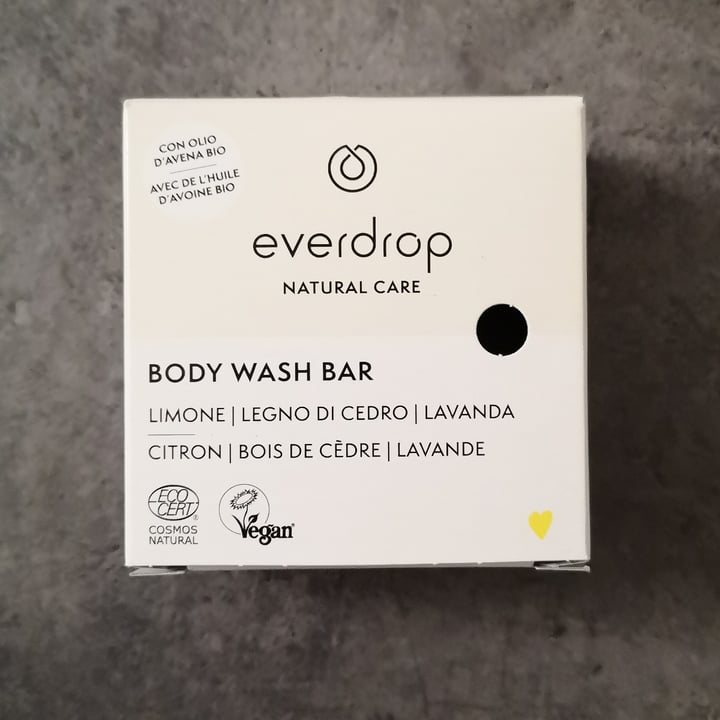 CON OLIO
D'AVENA BIO
AVEC DE L'HUILE
D'AVOINE BIO
everdrop
NATURAL CARE
BODY WASH BAR
LIMONE | LEGNO DI CEDRO | LAVANDA
CITRON | BOIS DE CÈDRE | LAVANDE
ECO
CERT®
COSMOS
NATURAL
Vegan